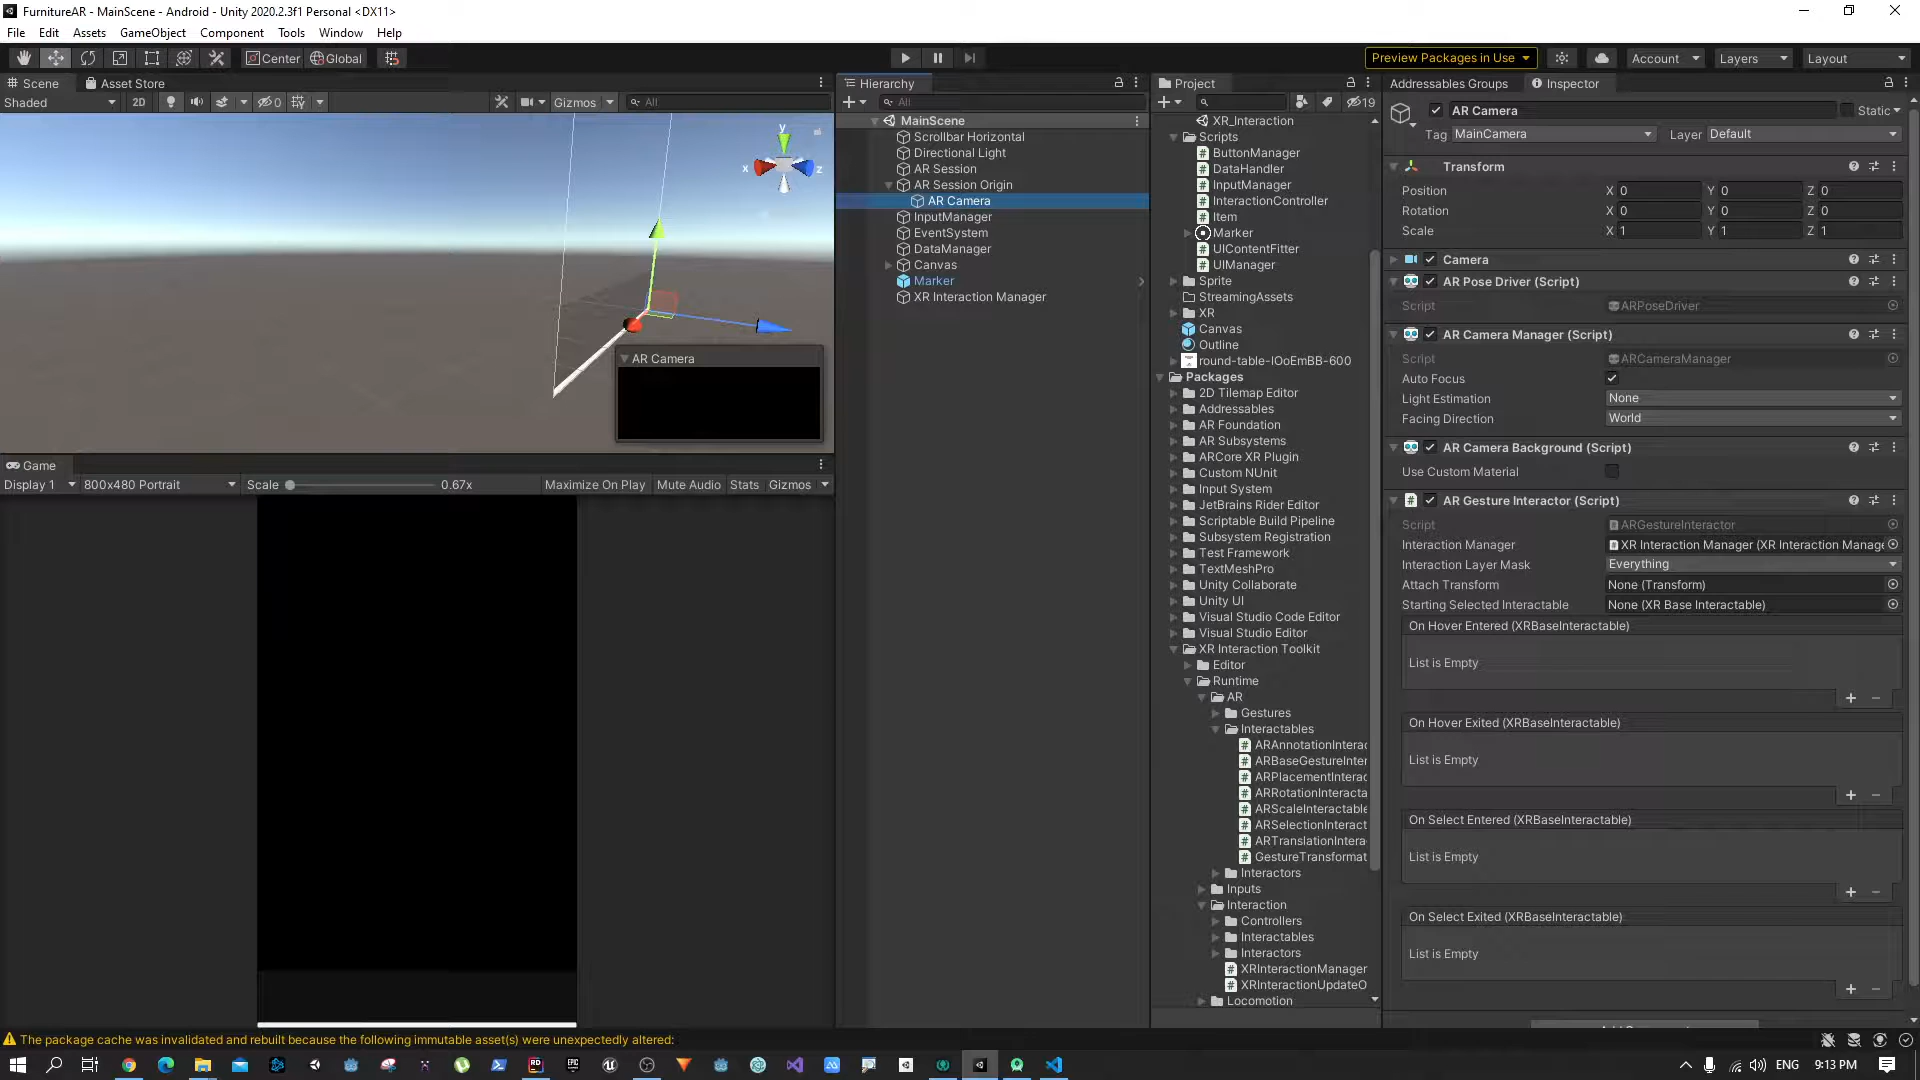 FurnitureAR - MainScene - Android - Unity 2020.2.3f1 Personal <DX11>
File Edit Assets GameObject Component Tools Window Help
Center Global
Preview Packages in Use Account Layers Layout
Scene Asset Store
Shaded 2D 0 Gizmos All
y
x z
AR Camera
Game
Display 1 800x480 Portrait Scale 0.67x Maximize On Play Mute Audio Stats Gizmos
Hierarchy
All
MainScene
Scrollbar Horizontal
Directional Light
AR Session
AR Session Origin
AR Camera
InputManager
EventSystem
DataManager
Canvas
Marker
XR Interaction Manager
Project
19
XR_Interaction
Scripts
ButtonManager
DataHandler
InputManager
InteractionController
Item
Marker
UIContentFitter
UIManager
Sprite
StreamingAssets
XR
Canvas
Outline
round-table-IOoEmBB-600
Packages
2D Tilemap Editor
Addressables
AR Foundation
AR Subsystems
ARCore XR Plugin
Custom NUnit
Input System
JetBrains Rider Editor
Scriptable Build Pipeline
Subsystem Registration
Test Framework
TextMeshPro
Unity Collaborate
Unity UI
Visual Studio Code Editor
Visual Studio Editor
XR Interaction Toolkit
Editor
Runtime
AR
Gestures
Interactables
ARAnnotationInterac
ARBaseGestureInter
ARPlacementInterac
ARRotationInteracta
ARScaleInteractable
ARSelectionInteract
ARTranslationIntera
GestureTransformat
Interactors
Inputs
Interaction
Controllers
Interactables
Interactors
XRInteractionManager
XRInteractionUpdateO
Locomotion
Addressables Groups Inspector
AR Camera Static
Tag MainCamera Layer Default
Transform
Position X 0 Y 0 Z 0
Rotation X 0 Y 0 Z 0
Scale X 1 Y 1 Z 1
Camera
AR Pose Driver (Script)
Script ARPoseDriver
AR Camera Manager (Script)
Script ARCameraManager
Auto Focus
Light Estimation None
Facing Direction World
AR Camera Background (Script)
Use Custom Material
AR Gesture Interactor (Script)
Script ARGestureInteractor
Interaction Manager XR Interaction Manager (XR Interaction Manage
Interaction Layer Mask Everything
Attach Transform None (Transform)
Starting Selected Interactable None (XR Base Interactable)
On Hover Entered (XRBaseInteractable)
List is Empty
On Hover Exited (XRBaseInteractable)
List is Empty
On Select Entered (XRBaseInteractable)
List is Empty
On Select Exited (XRBaseInteractable)
List is Empty
The package cache was invalidated and rebuilt because the following immutable asset(s) were unexpectedly altered:
ENG 9:13 PM